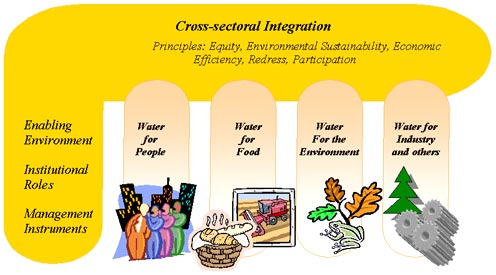 Cross-sectoral Integration
Principles: Equity, Environmental Sustainability, Economic
Efficiency, Redress, Participation
Enabling
Environment
Institutional
Roles
Management
Instruments
Water
for
People
Water
for
Food
Water
For the
Environment
Water for
Industry
and others